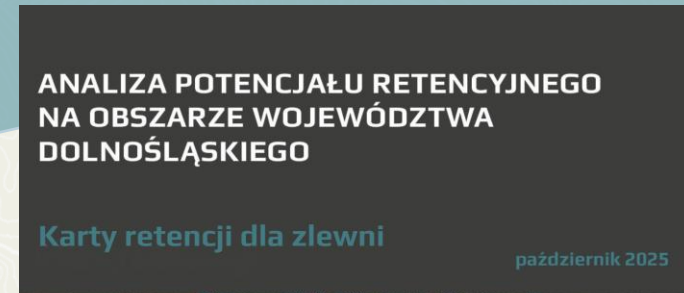 ANALIZA POTENCJAŁU RETENCYJNEGO
NA OBSZARZE WOJEWÓDZTWA
DOLNOŚLĄSKIEGO
Karty retencji dla zlewni
październik 2025